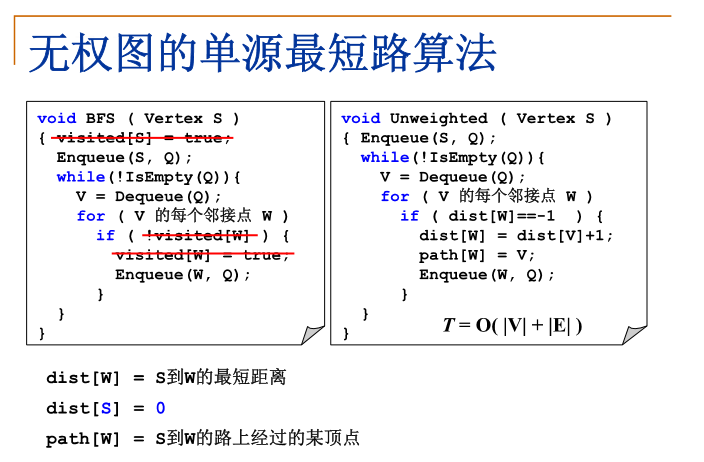 无权图的单源最短路算法
void BFS ( Vertex S )
{ visited[S] = true;
Enqueue(S, Q);
while(!IsEmpty(Q)){
V = Dequeue(Q);
for ( V 的每个邻接点 W )
if ( !visited[W] ) {
visited[W] = true;
Enqueue(W, Q);
}
}
}
void Unweighted ( Vertex S )
{ Enqueue(S, Q);
while(!IsEmpty(Q)){
V = Dequeue(Q);
for ( V 的每个邻接点 W )
if ( dist[W]==-1 ) {
dist[W] = dist[V]+1;
path[W] = V;
Enqueue(W, Q);
}
}
}
T = O( |V| + |E| )
dist[W] = S到W的最短距离
dist[S] = 0
path[W] = S到W的路上经过的某顶点